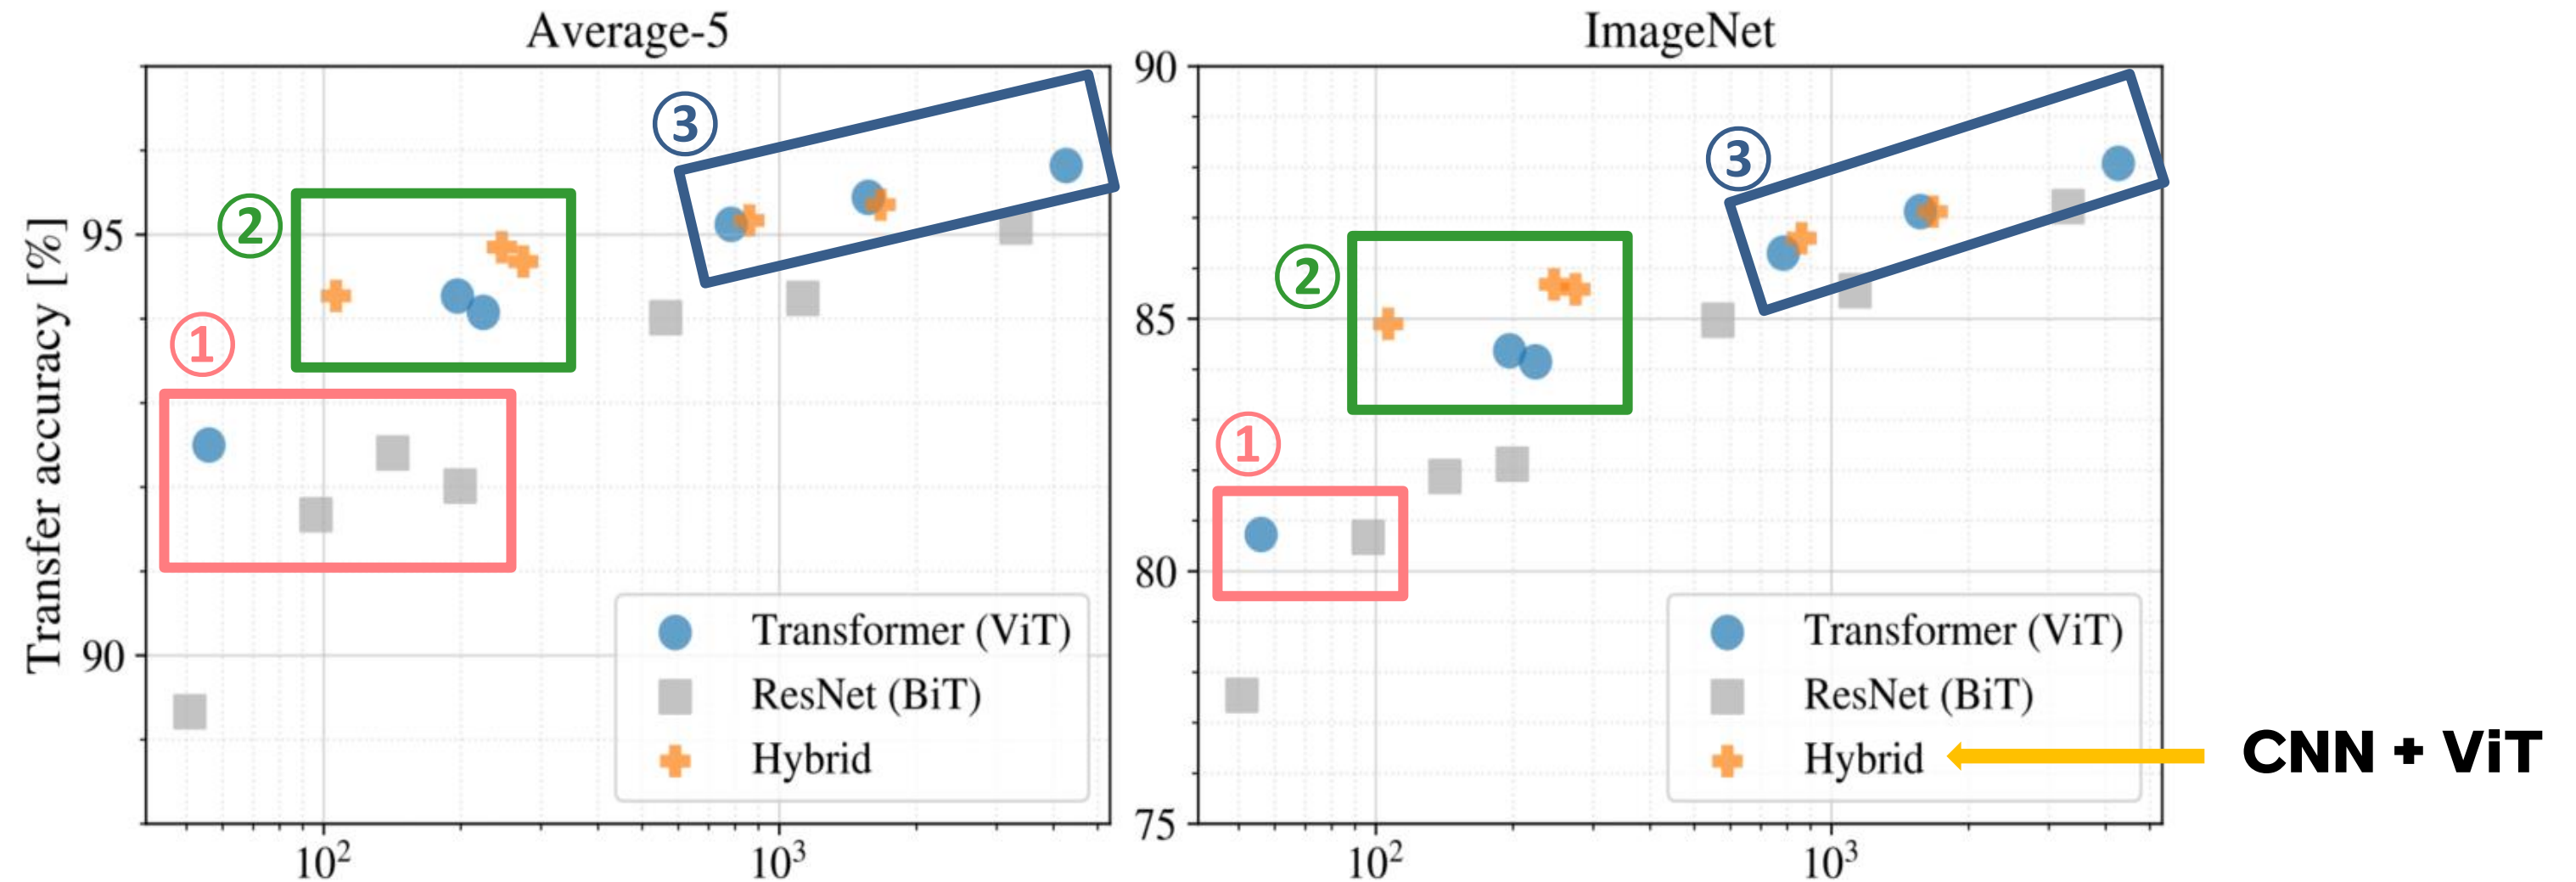 Average-5
Transfer accuracy [%]
95
90
10²
10³
①
②
③
Transformer (ViT)
ResNet (BiT)
Hybrid
ImageNet
90
85
80
75
10²
10³
①
②
③
Transformer (ViT)
ResNet (BiT)
Hybrid
CNN + ViT